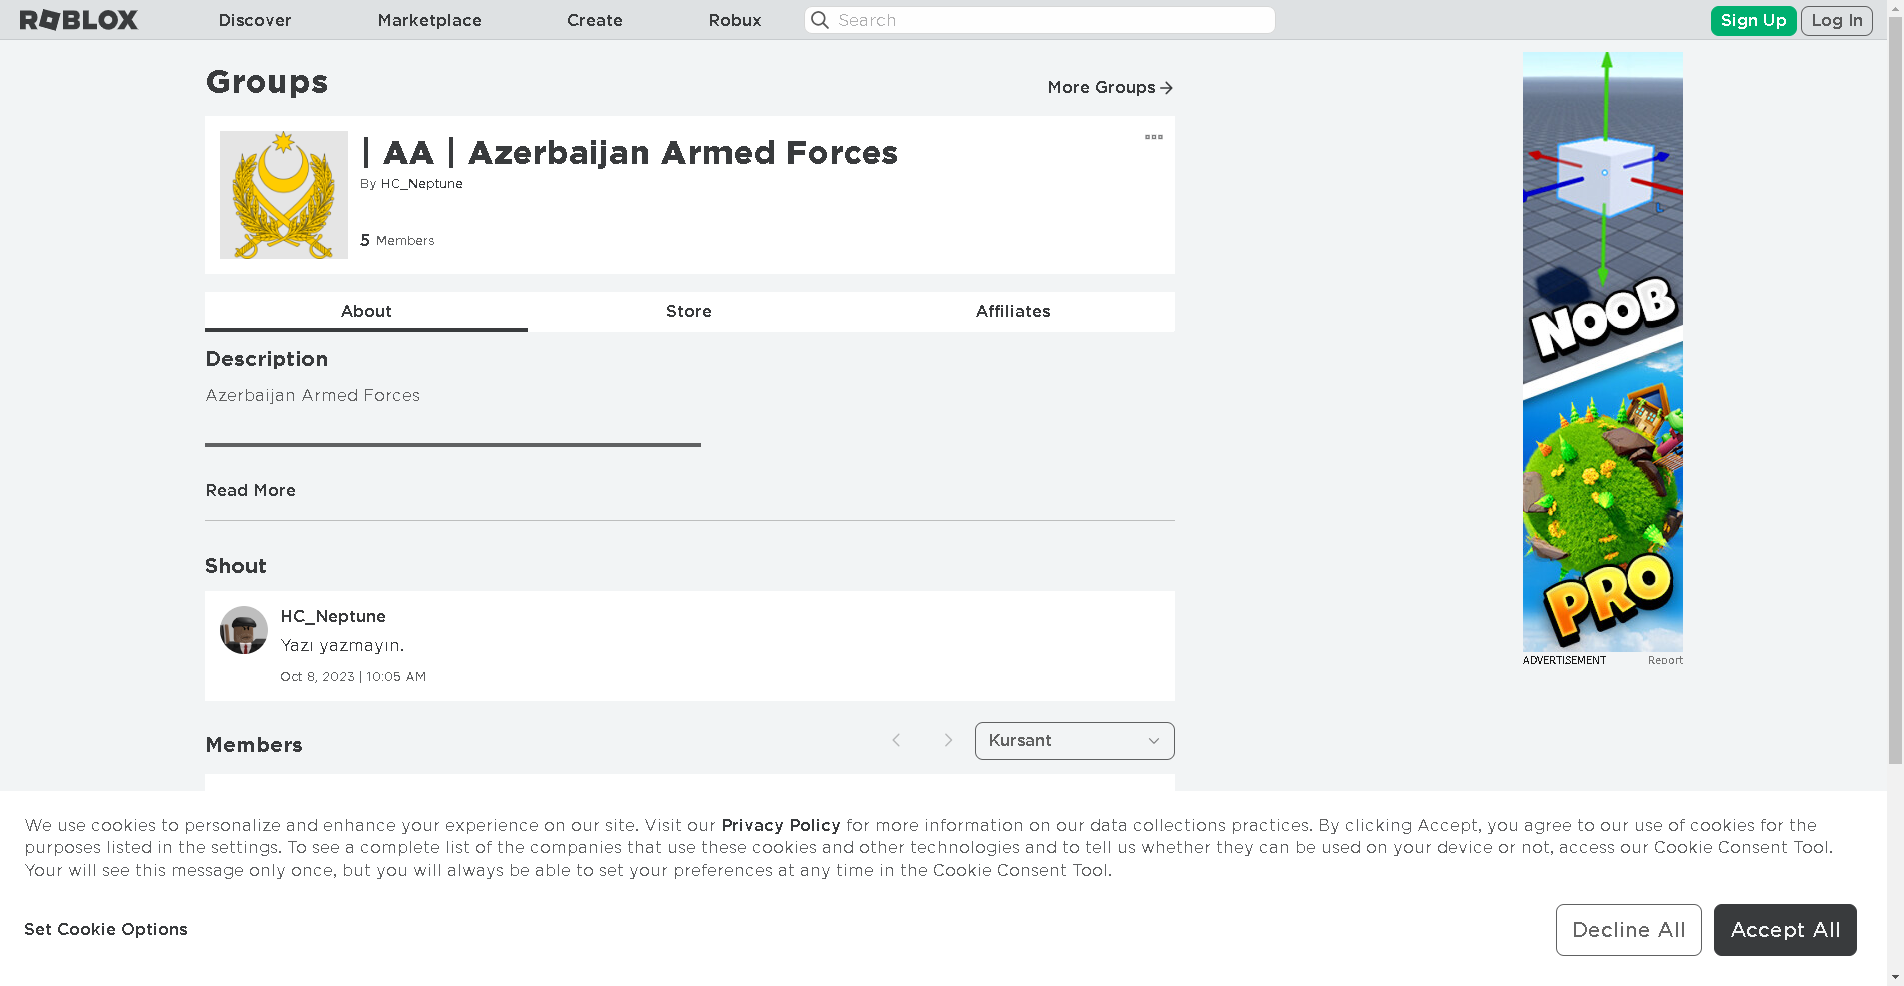 ROBLOX
Discover
Marketplace
Create
Robux
Search
Sign Up
Log In
Groups
More Groups
| AA | Azerbaijan Armed Forces
By HC_Neptune
5 Members
About
Store
Affiliates
Description
Azerbaijan Armed Forces
Read More
Shout
HC_Neptune
Yazı yazmayın.
Oct 8, 2023 | 10:05 AM
Members
Kursant
NOOB
PRO
ADVERTISEMENT
Report
We use cookies to personalize and enhance your experience on our site. Visit our Privacy Policy for more information on our data collections practices. By clicking Accept, you agree to our use of cookies for the
purposes listed in the settings. To see a complete list of the companies that use these cookies and other technologies and to tell us whether they can be used on your device or not, access our Cookie Consent Tool.
Your will see this message only once, but you will always be able to set your preferences at any time in the Cookie Consent Tool.
Set Cookie Options
Decline All
Accept All